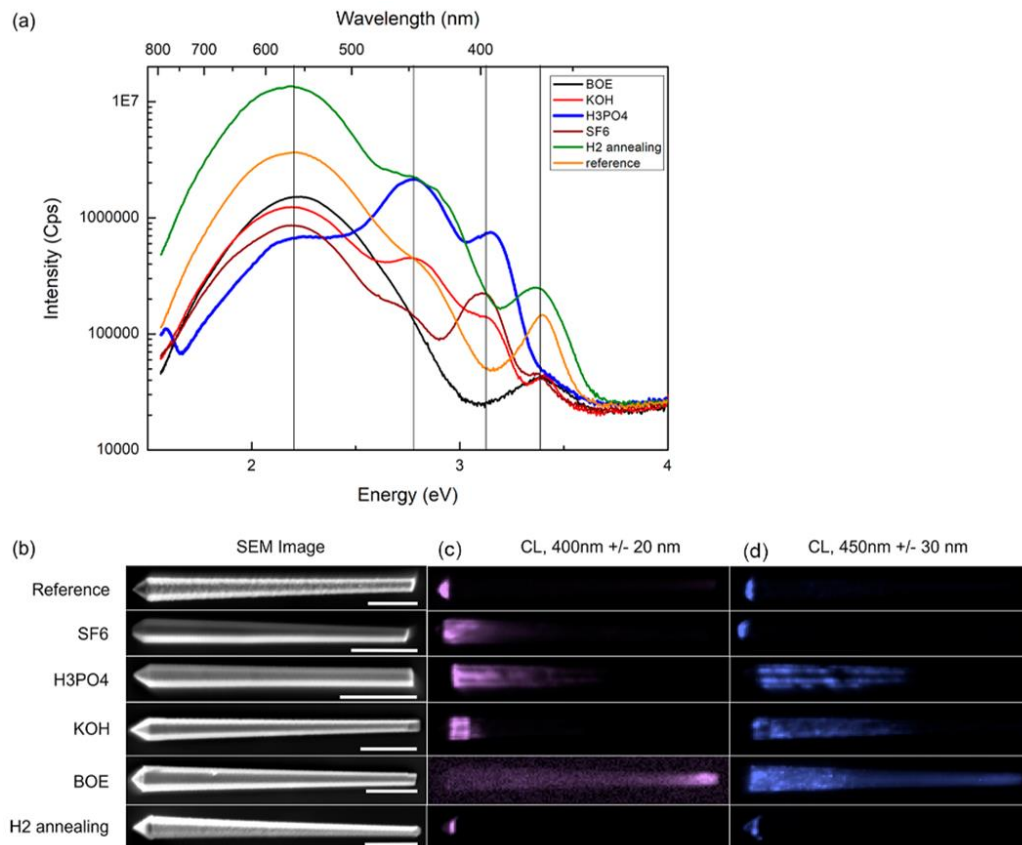 (a)
Wavelength (nm)
800 700 600 500 400
1E7
1000000
100000
10000
Intensity (Cps)
BOE
KOH
H3PO4
SF6
H2 annealing
reference
2 3 4
Energy (eV)
(b) SEM Image (c) CL, 400nm +/- 20 nm (d) CL, 450nm +/- 30 nm
Reference
SF6
H3PO4
KOH
BOE
H2 annealing